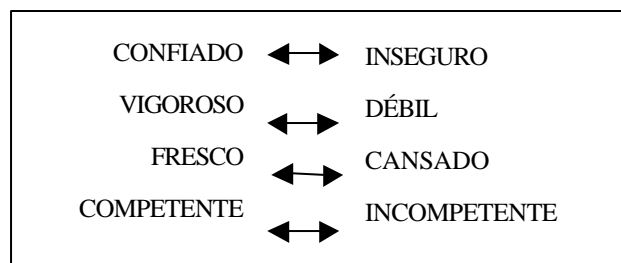 CONFIADO INSEGURO
VIGOROSO DÉBIL
FRESCO CANSADO
COMPETENTE INCOMPETENTE